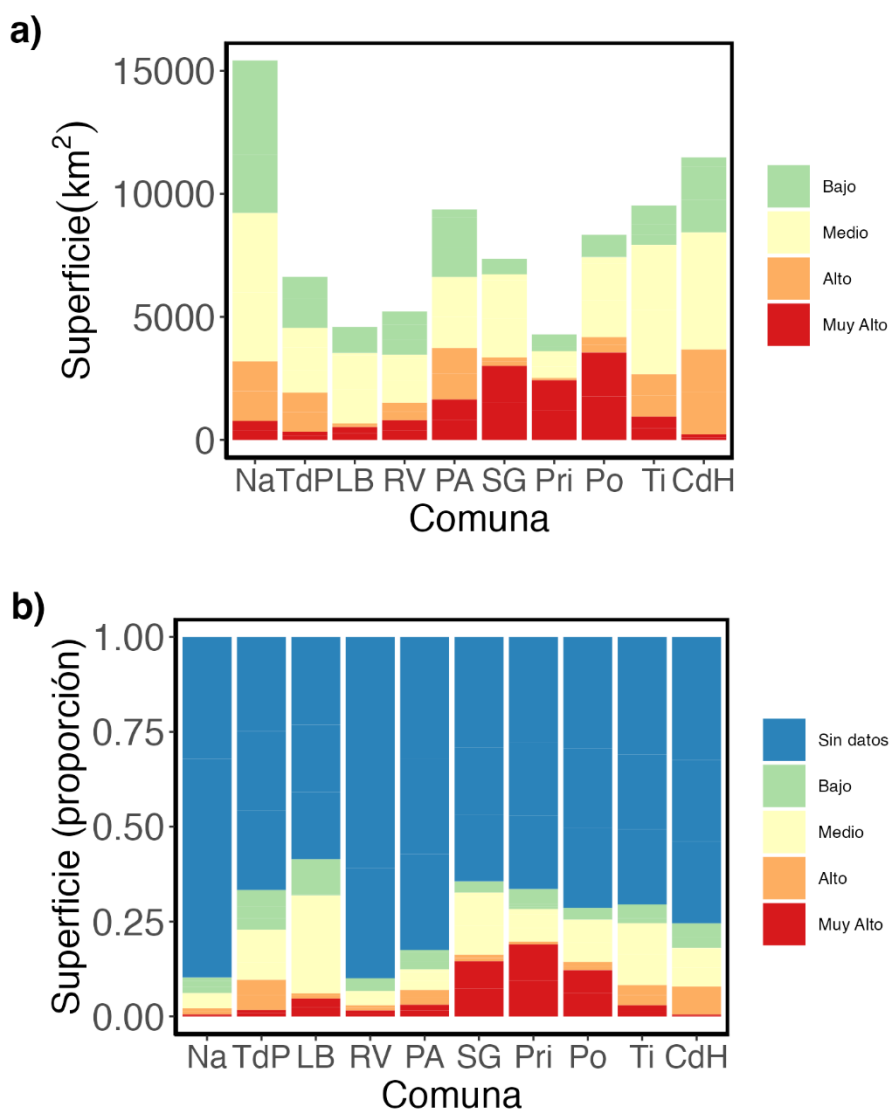 a)
Superficie(km²)
15000
10000
5000
0
Na TdP LB RV PA SG Pri Po Ti CdH
Comuna
Bajo
Medio
Alto
Muy Alto
b)
Superficie (proporción)
1.00
0.75
0.50
0.25
0.00
Na TdP LB RV PA SG Pri Po Ti CdH
Comuna
Sin datos
Bajo
Medio
Alto
Muy Alto